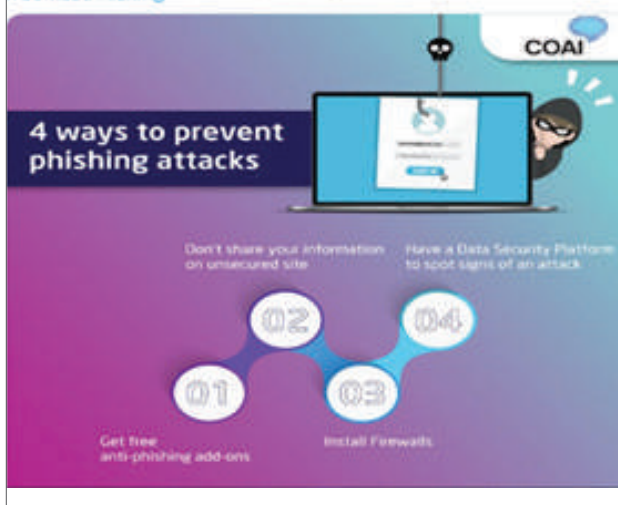 COAI
4 ways to prevent
phishing attacks
Don't share your information
on unsecured site
Have a Data Security Platform
to spot signs of an attack
02
04
01
03
Get free
anti-phishing add-ons
Install Firewalls